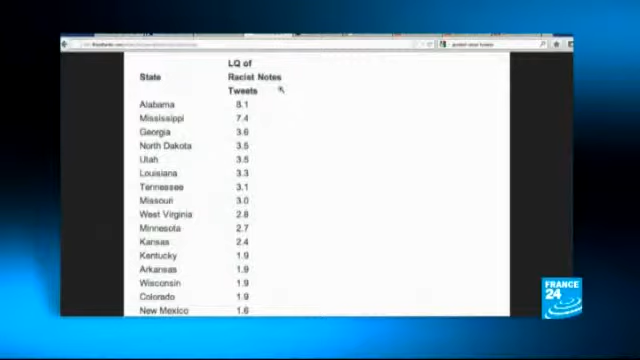 LQ of
State Racist Notes
Tweets
Alabama 8.1
Mississippi 7.4
Georgia 3.6
North Dakota 3.5
Utah 3.5
Louisiana 3.3
Tennessee 3.1
Missouri 3.0
West Virginia 2.8
Minnesota 2.7
Kansas 2.4
Kentucky 1.9
Arkansas 1.9
Wisconsin 1.9
Colorado 1.9
New Mexico 1.6
FRANCE
24